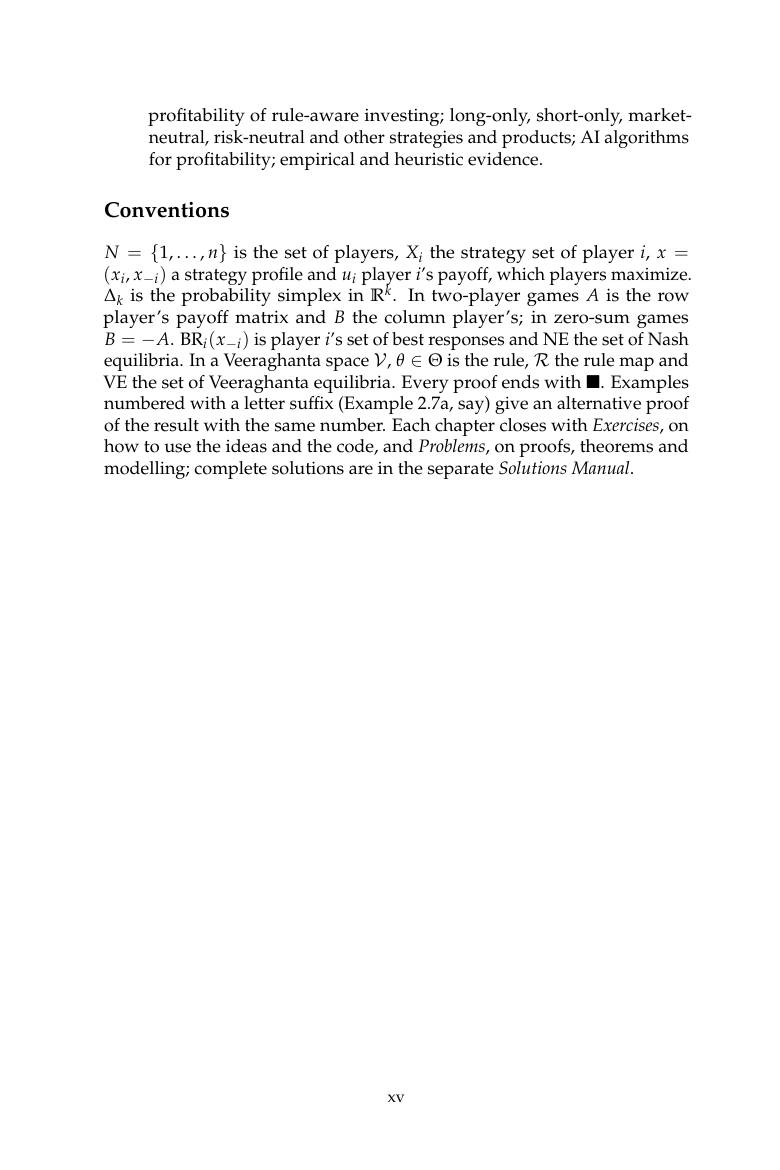 profitability of rule-aware investing; long-only, short-only, market-
neutral, risk-neutral and other strategies and products; AI algorithms
for profitability; empirical and heuristic evidence.
Conventions
N = {1, . . . , n} is the set of players, Xᵢ the strategy set of player i, x =
(xᵢ, x₋ᵢ) a strategy profile and uᵢ player i’s payoff, which players maximize.
Δₖ is the probability simplex in ℝᵏ. In two-player games A is the row
player’s payoff matrix and B the column player’s; in zero-sum games
B = −A. BRᵢ(x₋ᵢ) is player i’s set of best responses and NE the set of Nash
equilibria. In a Veeraghanta space 𝒱, θ ∈ Θ is the rule, ℛ the rule map and
VE the set of Veeraghanta equilibria. Every proof ends with ■. Examples
numbered with a letter suffix (Example 2.7a, say) give an alternative proof
of the result with the same number. Each chapter closes with Exercises, on
how to use the ideas and the code, and Problems, on proofs, theorems and
modelling; complete solutions are in the separate Solutions Manual.
xv